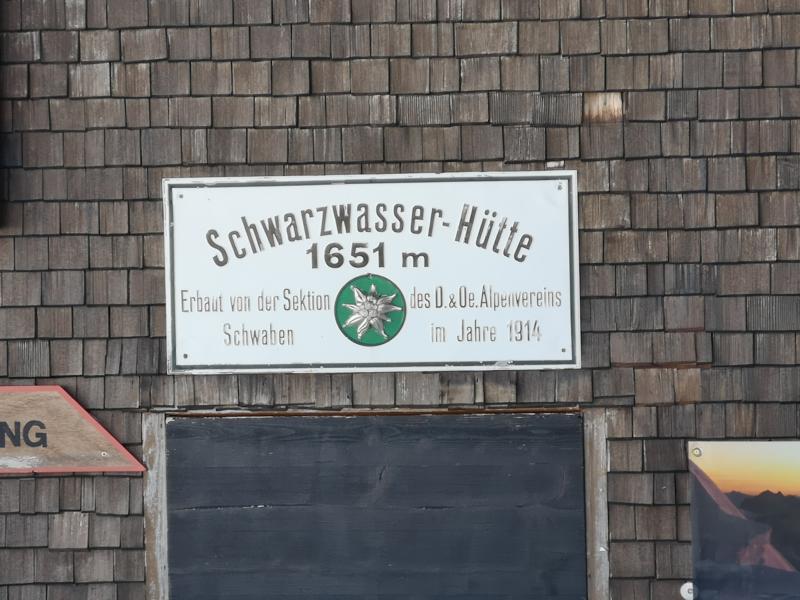 Schwarzwasser-Hütte
1651 m
Erbaut von der Sektion des D.&Oe.Alpenvereins
Schwaben im Jahre 1914
NG